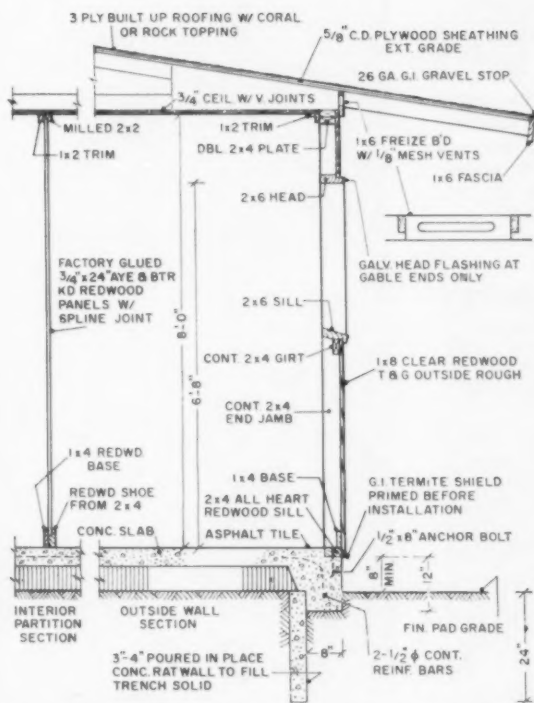 3 PLY BUILT UP ROOFING W/ CORAL
OR ROCK TOPPING
5/8" C.D. PLYWOOD SHEATHING
EXT. GRADE
26 GA. G.I. GRAVEL STOP
3/4" CEIL. W/ V. JOINTS
MILLED 2x2
1x2 TRIM
1x2 TRIM
DBL. 2x4 PLATE
1x6 FREIZE B'D
W/ 1/8" MESH VENTS
1x6 FASCIA
2x6 HEAD
GALV. HEAD FLASHING AT
GABLE ENDS ONLY
FACTORY GLUED
3/4"x24" AYE & BTR
KD REDWOOD
PANELS W/
SPLINE JOINT
8'-0"
6'-8"
2x6 SILL
CONT. 2x4 GIRT
1x8 CLEAR REDWOOD
T & G OUTSIDE ROUGH
CONT. 2x4
END JAMB
1x4 REDWD
BASE
1x4 BASE
G.I. TERMITE SHIELD
PRIMED BEFORE
INSTALLATION
REDWD SHOE
FROM 2x4
2x4 ALL HEART
REDWOOD SILL
CONC. SLAB
ASPHALT TILE
1/2"x8" ANCHOR BOLT
8"
MIN.
12"
INTERIOR
PARTITION
SECTION
OUTSIDE WALL
SECTION
FIN. PAD GRADE
8"
24"
3"-4" POURED IN PLACE
CONC. RATWALL TO FILL
TRENCH SOLID
2-1/2" φ CONT.
REINF. BARS